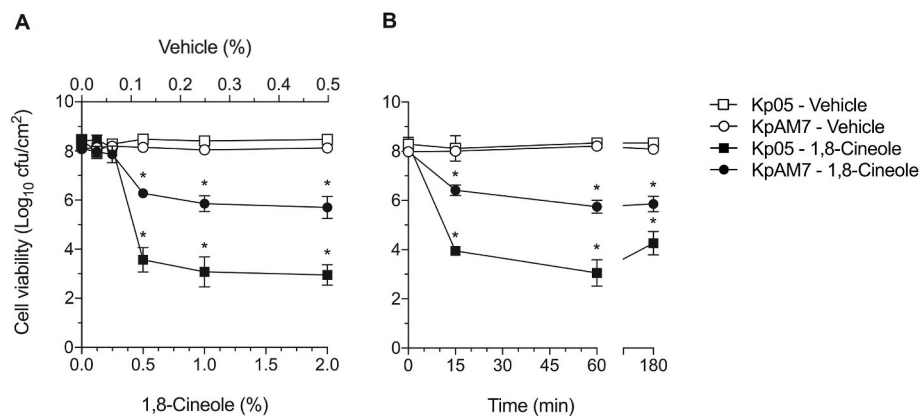 A
B
Vehicle (%)
0.0 0.1 0.2 0.3 0.4 0.5
Cell viability (Log10 cfu/cm2)
10
8
6
4
2
0
* * *
* * *
0.0 0.5 1.0 1.5 2.0
1,8-Cineole (%)
10
8
6
4
2
0
* * *
* * *
0 15 30 45 60 180
Time (min)
Kp05 - Vehicle
KpAM7 - Vehicle
Kp05 - 1,8-Cineole
KpAM7 - 1,8-Cineole